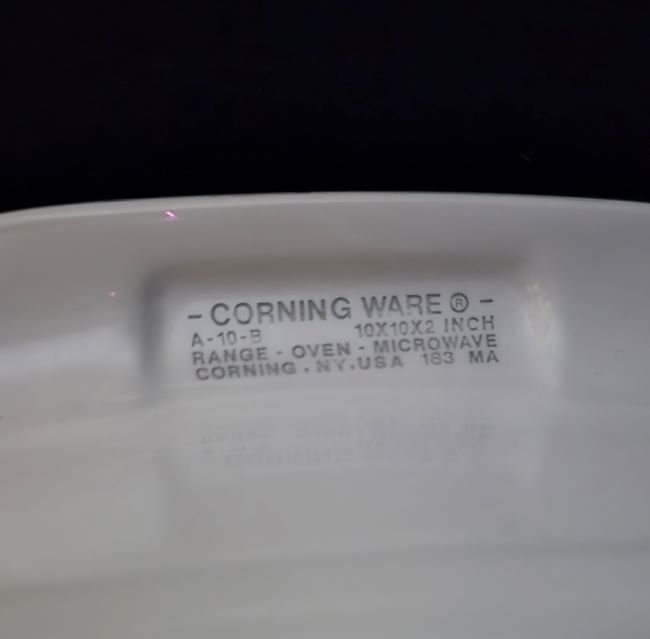 - CORNING WARE ® -
A-10-B 10X10X2 INCH
RANGE - OVEN - MICROWAVE
CORNING . NY. USA 183 MA